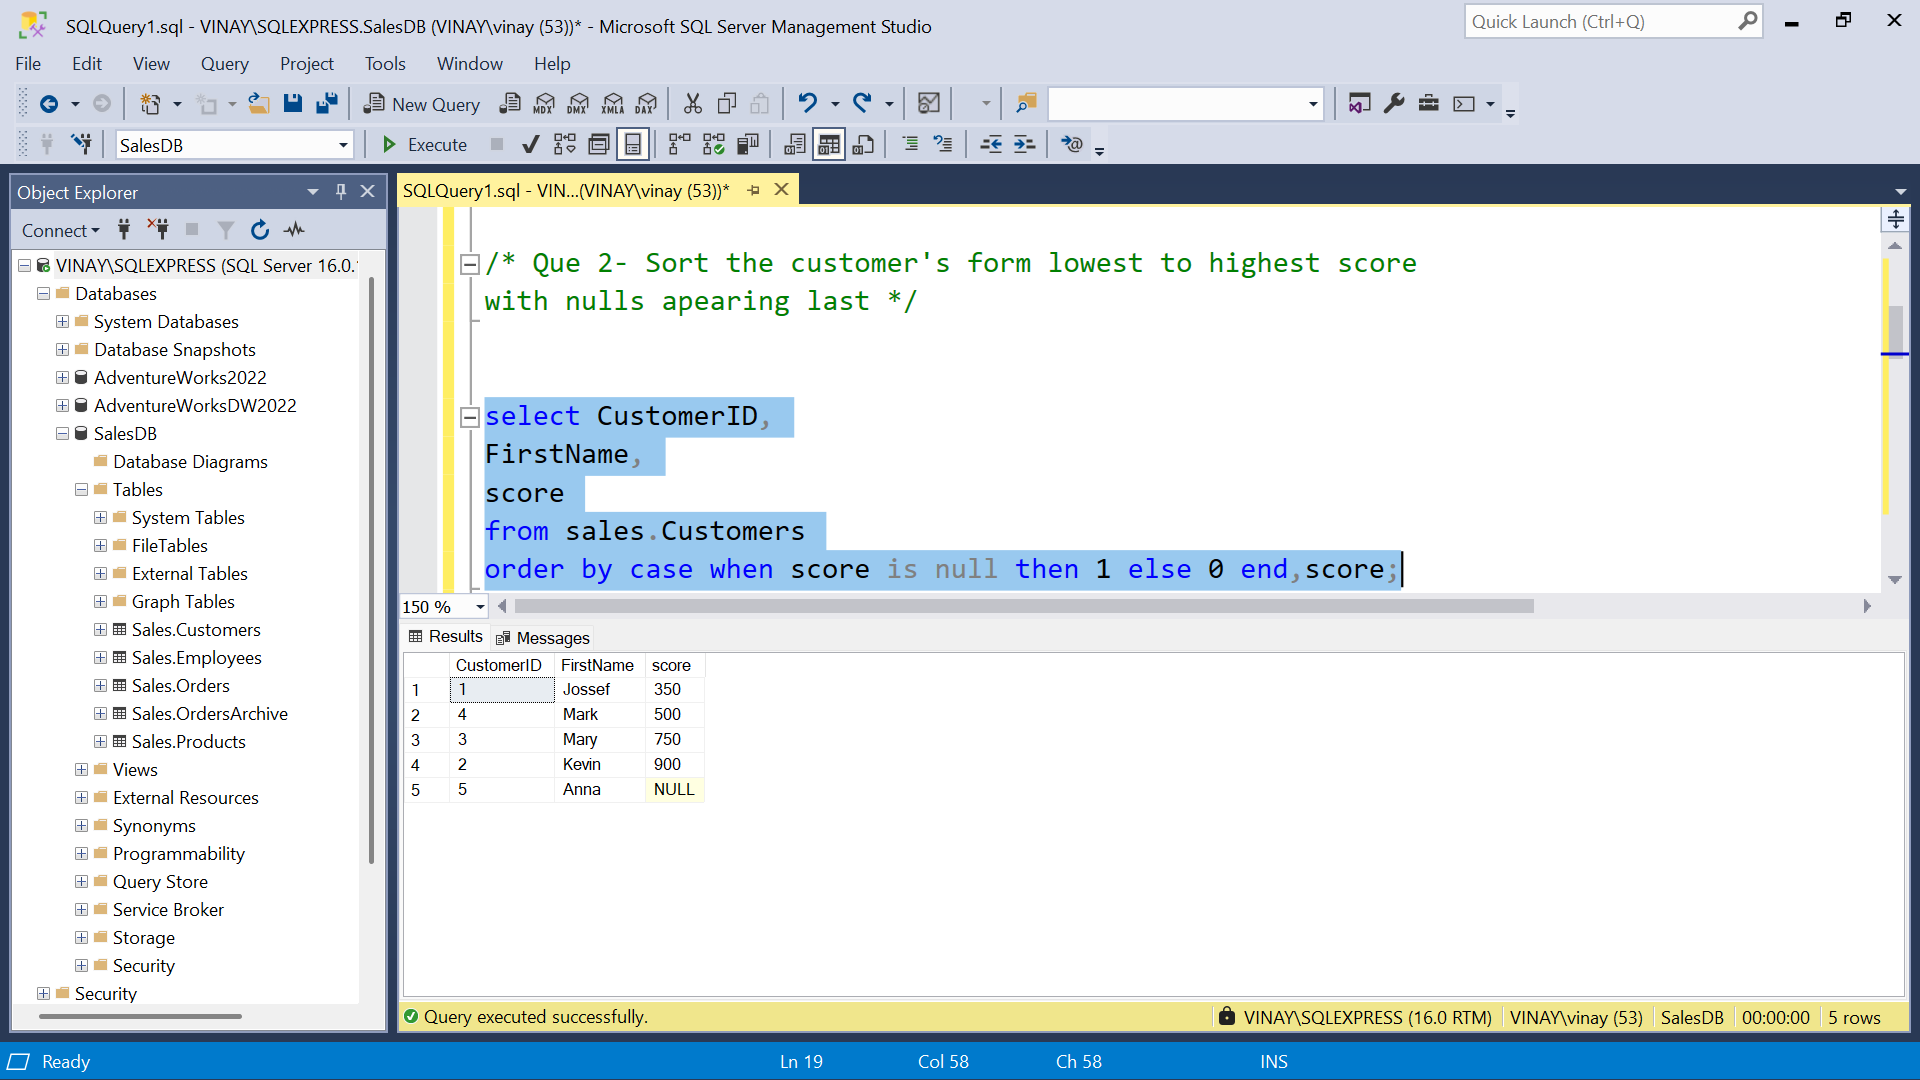 SQLQuery1.sql - VINAY\SQLEXPRESS.SalesDB (VINAY\vinay (53))* - Microsoft SQL Server Management Studio
Quick Launch (Ctrl+Q)
File Edit View Query Project Tools Window Help
New Query MDX DMX XMLA DAX
SalesDB Execute
Object Explorer
Connect
VINAY\SQLEXPRESS (SQL Server 16.0.
Databases
System Databases
Database Snapshots
AdventureWorks2022
AdventureWorksDW2022
SalesDB
Database Diagrams
Tables
System Tables
FileTables
External Tables
Graph Tables
Sales.Customers
Sales.Employees
Sales.Orders
Sales.OrdersArchive
Sales.Products
Views
External Resources
Synonyms
Programmability
Query Store
Service Broker
Storage
Security
Security
SQLQuery1.sql - VIN...(VINAY\vinay (53))*
/* Que 2- Sort the customer's form lowest to highest score
with nulls apearing last */
select CustomerID,
FirstName,
score
from sales.Customers
order by case when score is null then 1 else 0 end,score;
150 %
Results Messages
CustomerID FirstName score
1 1 Jossef 350
2 4 Mark 500
3 3 Mary 750
4 2 Kevin 900
5 5 Anna NULL
Query executed successfully. VINAY\SQLEXPRESS (16.0 RTM) VINAY\vinay (53) SalesDB 00:00:00 5 rows
Ready Ln 19 Col 58 Ch 58 INS